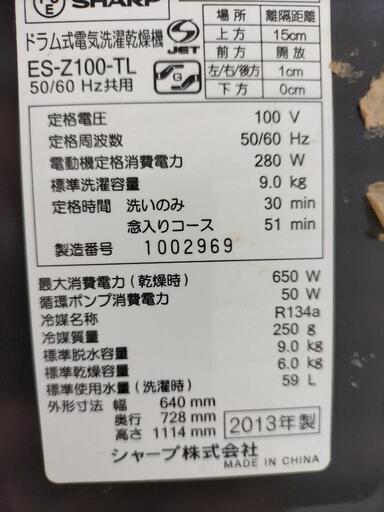 SHARP
ドラム式電気洗濯乾燥機
ES-Z100-TL
50/60 Hz共用
JET
場所 離隔距離
上方 15cm
前方 開放
左/右/後方 1cm
下方 0cm
定格電圧 100 V
定格周波数 50/60 Hz
電動機定格消費電力 280 W
標準洗濯容量 9.0 kg
定格時間 洗いのみ 30 min
念入りコース 51 min
製造番号 1002969
最大消費電力(乾燥時) 650 W
循環ポンプ消費電力 50 W
冷媒名称 R134a
冷媒質量 250 g
標準脱水容量 9.0 kg
標準乾燥容量 6.0 kg
標準使用水量(洗濯時) 59 L
外形寸法 幅 640 mm
奥行 728 mm
高さ 1114 mm
2013年製
シャープ株式会社
MADE IN CHINA